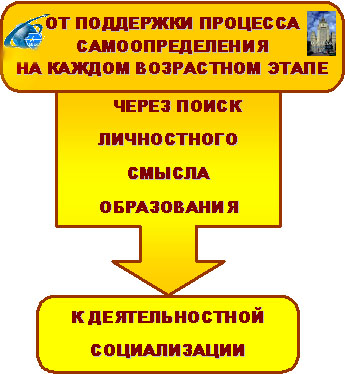 ОТ ПОДДЕРЖКИ ПРОЦЕССА
САМООПРЕДЕЛЕНИЯ
НА КАЖДОМ ВОЗРАСТНОМ ЭТАПЕ
ЧЕРЕЗ ПОИСК
ЛИЧНОСТНОГО
СМЫСЛА
ОБРАЗОВАНИЯ
К ДЕЯТЕЛЬНОСТНОЙ
СОЦИАЛИЗАЦИИ